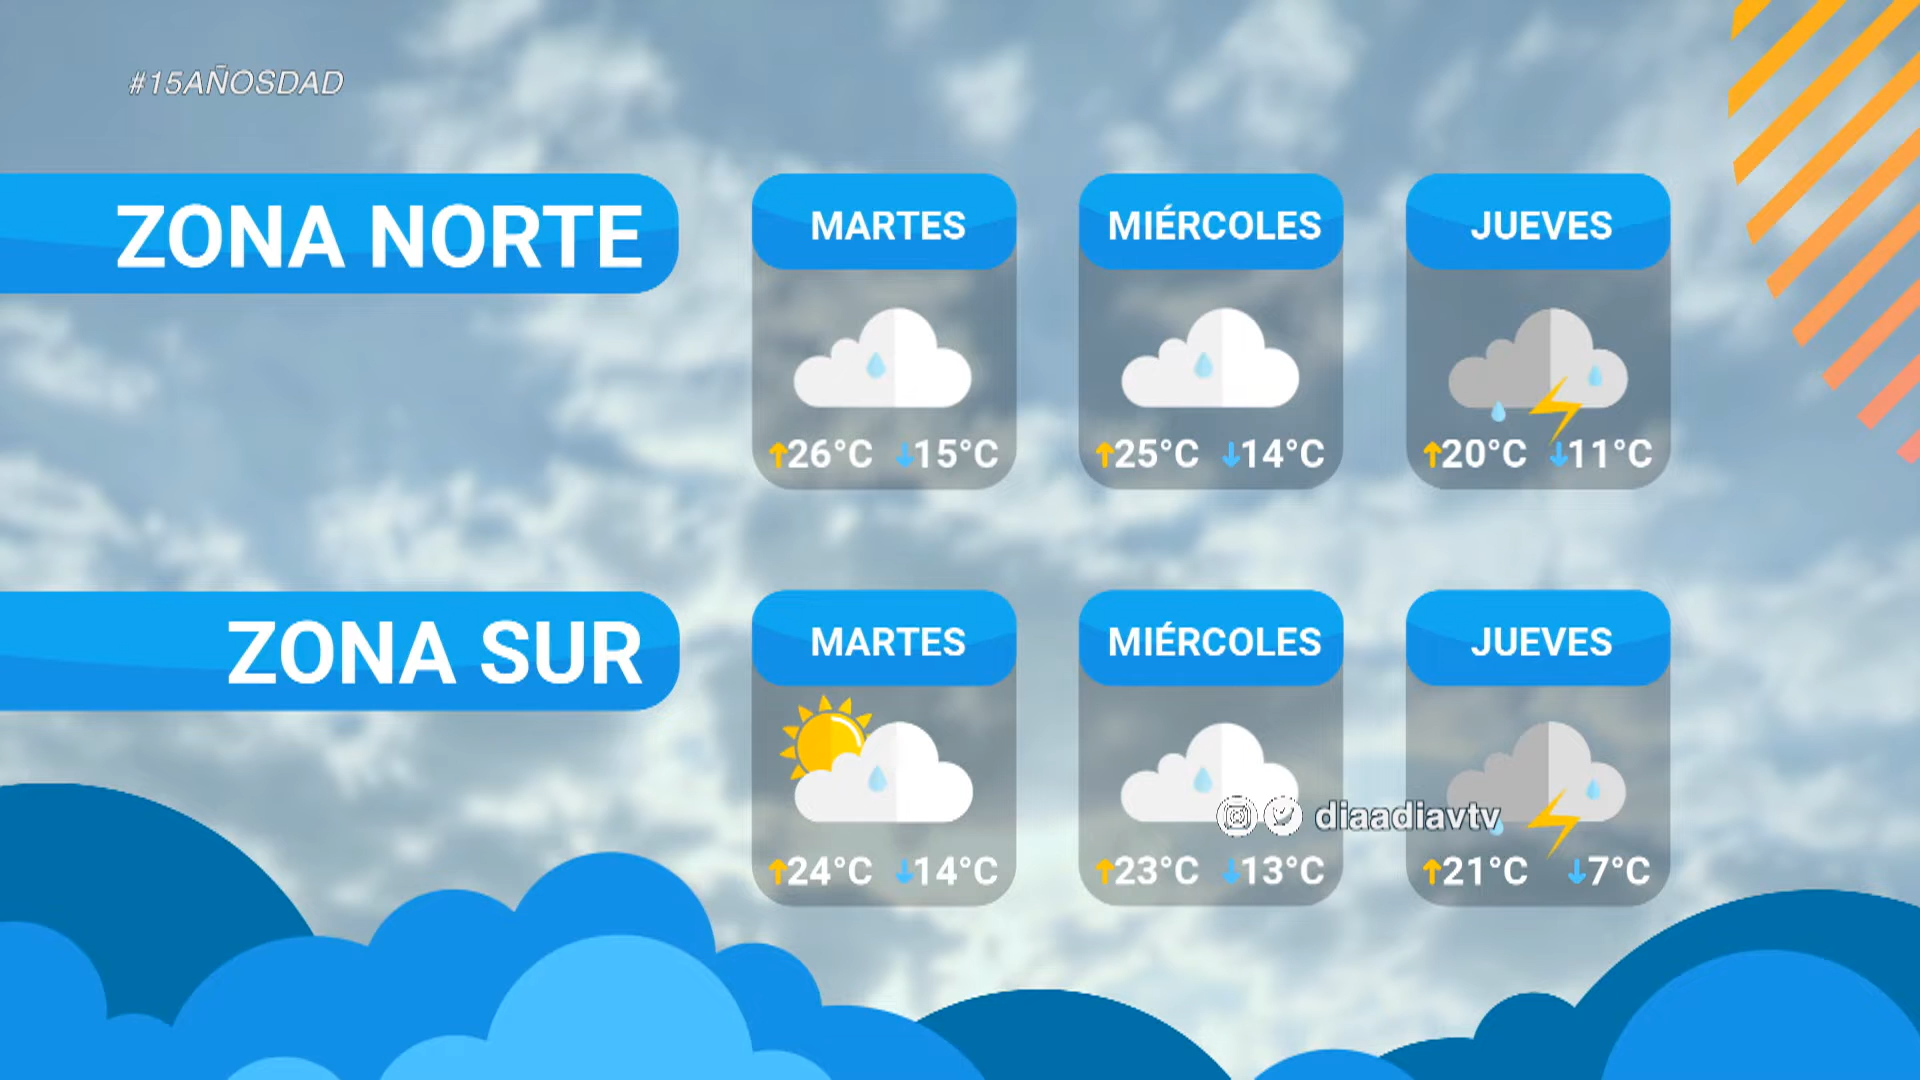 #15AÑOSDAD
ZONA NORTE
MARTES
26°C 15°C
MIÉRCOLES
25°C 14°C
JUEVES
20°C 11°C
ZONA SUR
MARTES
24°C 14°C
MIÉRCOLES
23°C 13°C
JUEVES
21°C 7°C
diaadiavtv